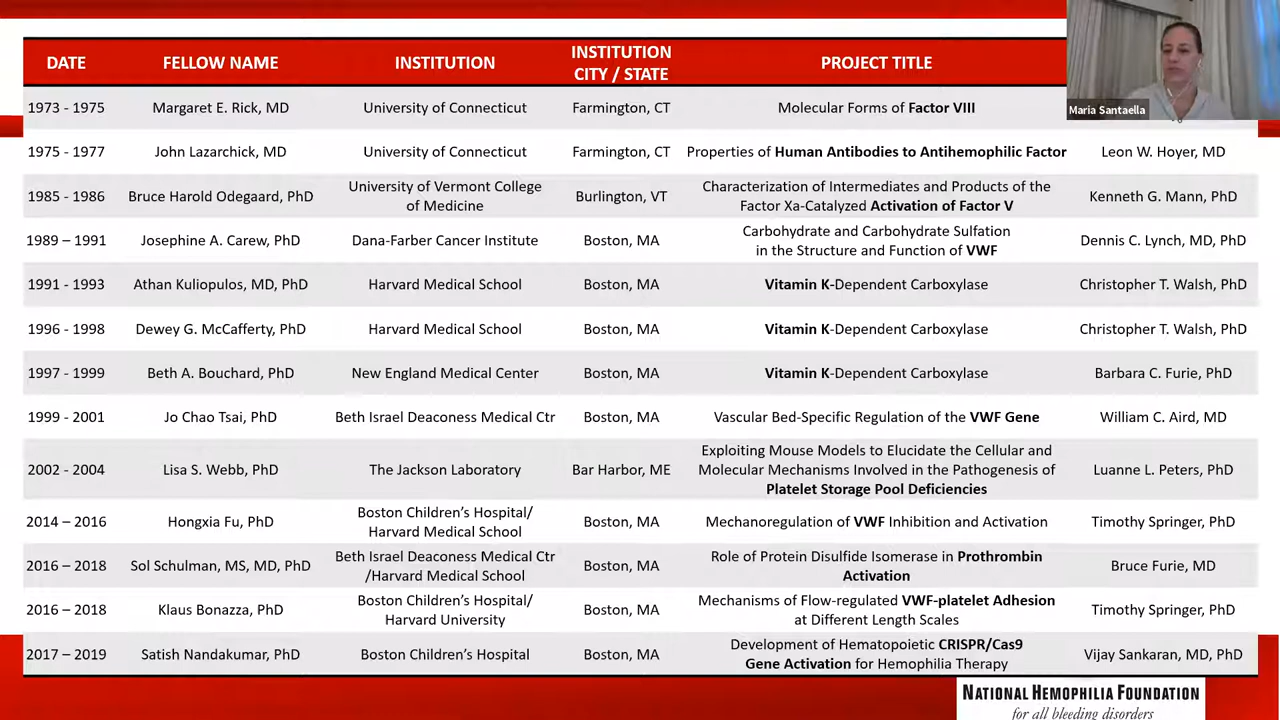 DATE
FELLOW NAME
INSTITUTION
INSTITUTION
CITY / STATE
PROJECT TITLE
Maria Santaella
1973 - 1975
Margaret E. Rick, MD
University of Connecticut
Farmington, CT
Molecular Forms of Factor VIII
1975 - 1977
John Lazarchick, MD
University of Connecticut
Farmington, CT
Properties of Human Antibodies to Antihemophilic Factor
Leon W. Hoyer, MD
1985 - 1986
Bruce Harold Odegaard, PhD
University of Vermont College
of Medicine
Burlington, VT
Characterization of Intermediates and Products of the
Factor Xa-Catalyzed Activation of Factor V
Kenneth G. Mann, PhD
1989 – 1991
Josephine A. Carew, PhD
Dana-Farber Cancer Institute
Boston, MA
Carbohydrate and Carbohydrate Sulfation
in the Structure and Function of VWF
Dennis C. Lynch, MD, PhD
1991 - 1993
Athan Kuliopulos, MD, PhD
Harvard Medical School
Boston, MA
Vitamin K-Dependent Carboxylase
Christopher T. Walsh, PhD
1996 - 1998
Dewey G. McCafferty, PhD
Harvard Medical School
Boston, MA
Vitamin K-Dependent Carboxylase
Christopher T. Walsh, PhD
1997 - 1999
Beth A. Bouchard, PhD
New England Medical Center
Boston, MA
Vitamin K-Dependent Carboxylase
Barbara C. Furie, PhD
1999 - 2001
Jo Chao Tsai, PhD
Beth Israel Deaconess Medical Ctr
Boston, MA
Vascular Bed-Specific Regulation of the VWF Gene
William C. Aird, MD
2002 - 2004
Lisa S. Webb, PhD
The Jackson Laboratory
Bar Harbor, ME
Exploiting Mouse Models to Elucidate the Cellular and
Molecular Mechanisms Involved in the Pathogenesis of
Platelet Storage Pool Deficiencies
Luanne L. Peters, PhD
2014 – 2016
Hongxia Fu, PhD
Boston Children's Hospital/
Harvard Medical School
Boston, MA
Mechanoregulation of VWF Inhibition and Activation
Timothy Springer, PhD
2016 – 2018
Sol Schulman, MS, MD, PhD
Beth Israel Deaconess Medical Ctr
/Harvard Medical School
Boston, MA
Role of Protein Disulfide Isomerase in Prothrombin
Activation
Bruce Furie, MD
2016 – 2018
Klaus Bonazza, PhD
Boston Children's Hospital/
Harvard University
Boston, MA
Mechanisms of Flow-regulated VWF-platelet Adhesion
at Different Length Scales
Timothy Springer, PhD
2017 – 2019
Satish Nandakumar, PhD
Boston Children's Hospital
Boston, MA
Development of Hematopoietic CRISPR/Cas9
Gene Activation for Hemophilia Therapy
Vijay Sankaran, MD, PhD
NATIONAL HEMOPHILIA FOUNDATION
for all bleeding disorders